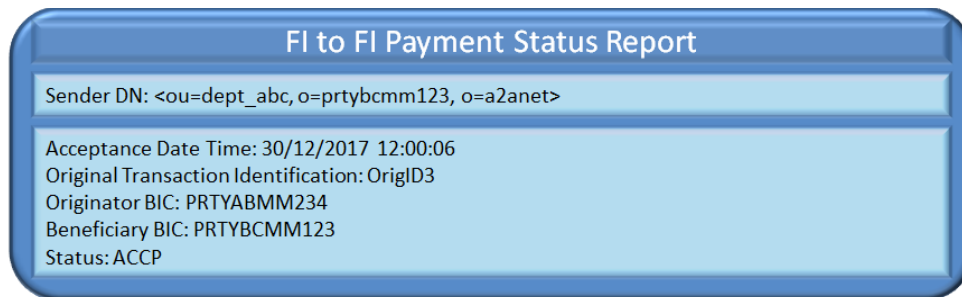 FI to FI Payment Status Report
Sender DN: <ou=dept_abc, o=prtybcmm123, o=a2anet>
Acceptance Date Time: 30/12/2017 12:00:06
Original Transaction Identification: OrigID3
Originator BIC: PRTYABMM234
Beneficiary BIC: PRTYBCMM123
Status: ACCP